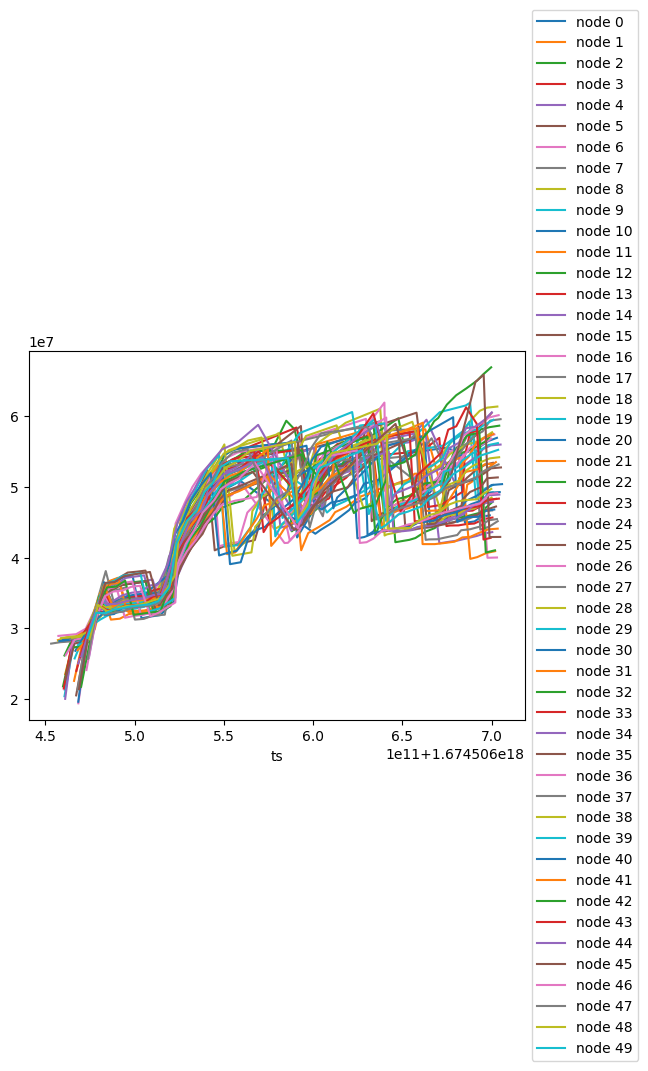 1e7
6
5
4
3
2
4.5 5.0 5.5 6.0 6.5 7.0
ts
1e11+1.674506e18
node 0
node 1
node 2
node 3
node 4
node 5
node 6
node 7
node 8
node 9
node 10
node 11
node 12
node 13
node 14
node 15
node 16
node 17
node 18
node 19
node 20
node 21
node 22
node 23
node 24
node 25
node 26
node 27
node 28
node 29
node 30
node 31
node 32
node 33
node 34
node 35
node 36
node 37
node 38
node 39
node 40
node 41
node 42
node 43
node 44
node 45
node 46
node 47
node 48
node 49